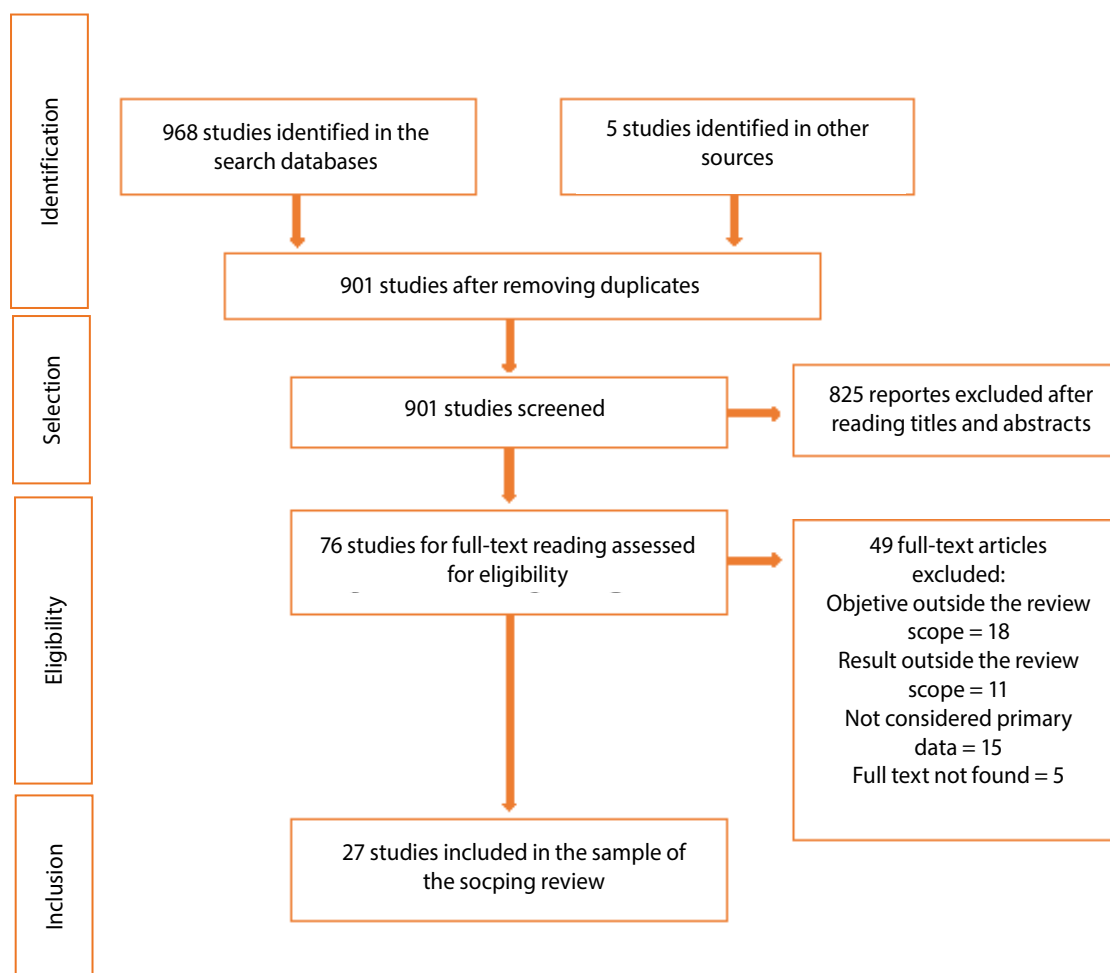 Identification
968 studies identified in the
search databases
5 studies identified in other
sources
901 studies after removing duplicates
Selection
901 studies screened
825 reportes excluded after
reading titles and abstracts
Eligibility
76 studies for full-text reading assessed
for eligibility
49 full-text articles
excluded:
Objetive outside the review
scope = 18
Result outside the review
scope = 11
Not considered primary
data = 15
Full text not found = 5
Inclusion
27 studies included in the sample of
the socping review